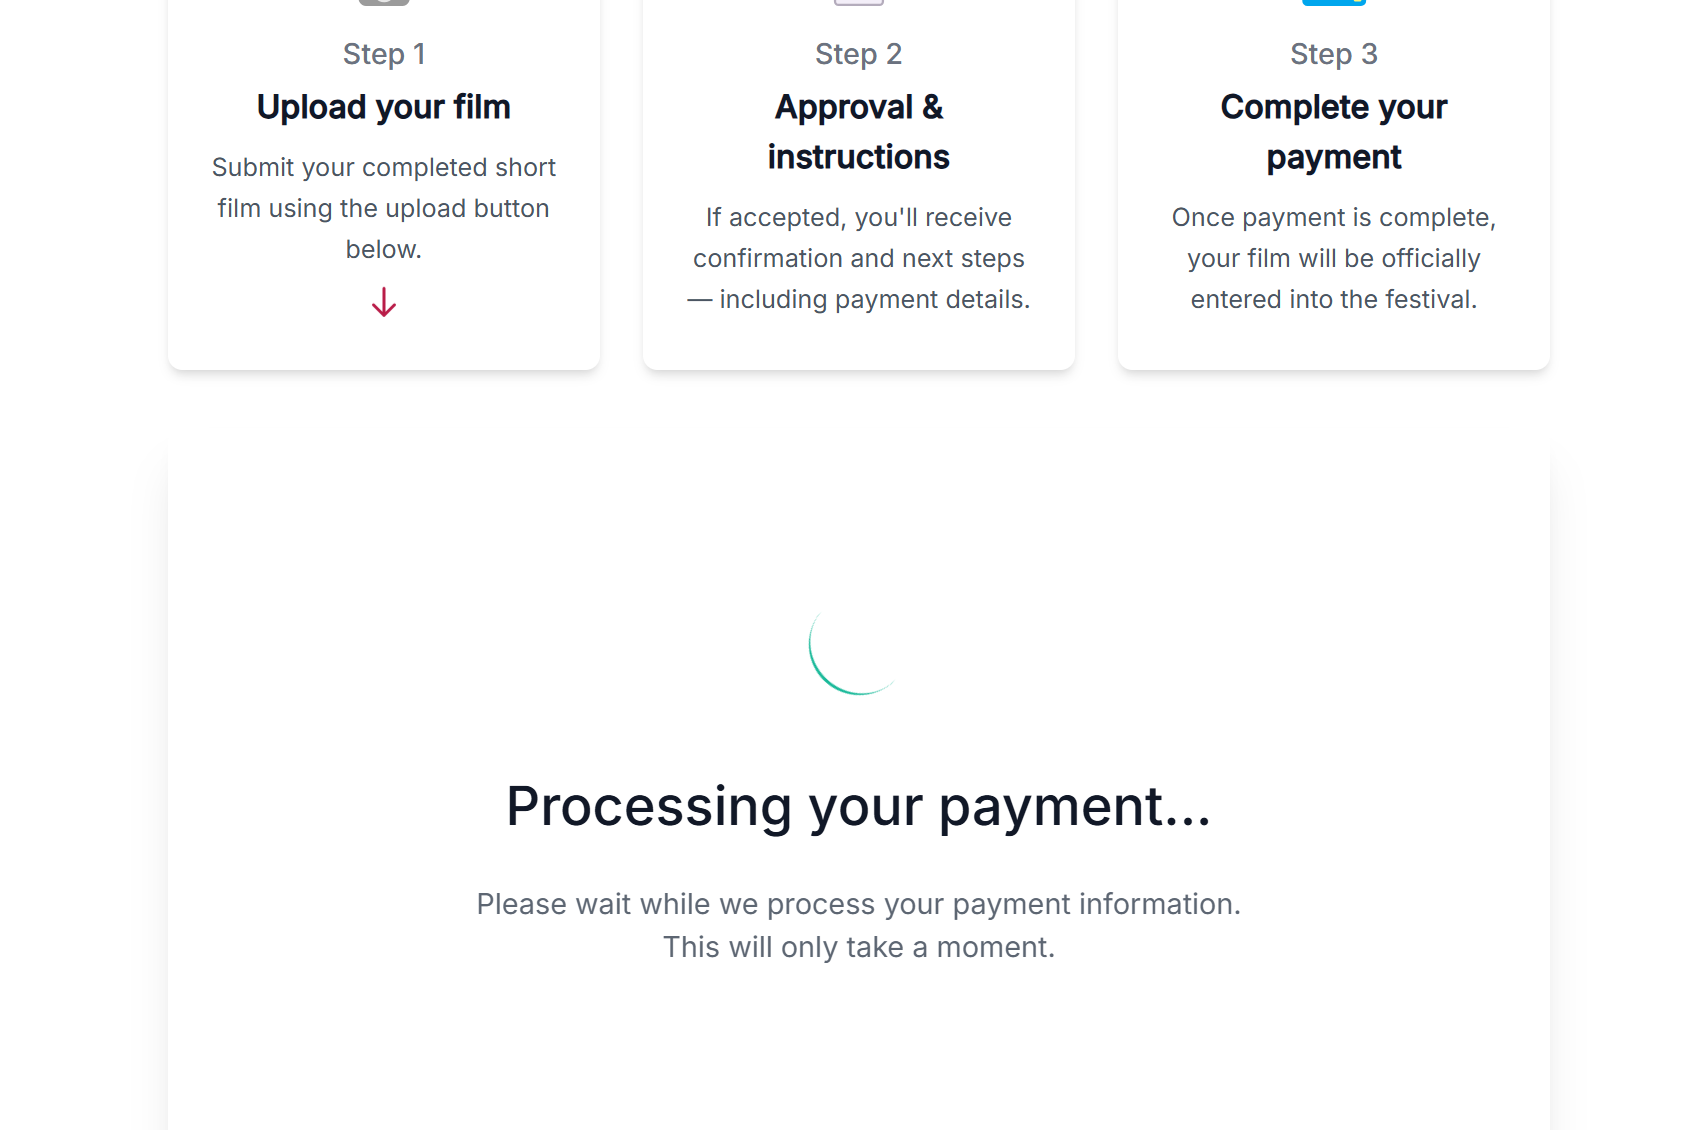 Step 1
Upload your film
Submit your completed short
film using the upload button
below.
Step 2
Approval &
instructions
If accepted, you'll receive
confirmation and next steps
— including payment details.
Step 3
Complete your
payment
Once payment is complete,
your film will be officially
entered into the festival.
Processing your payment...
Please wait while we process your payment information.
This will only take a moment.